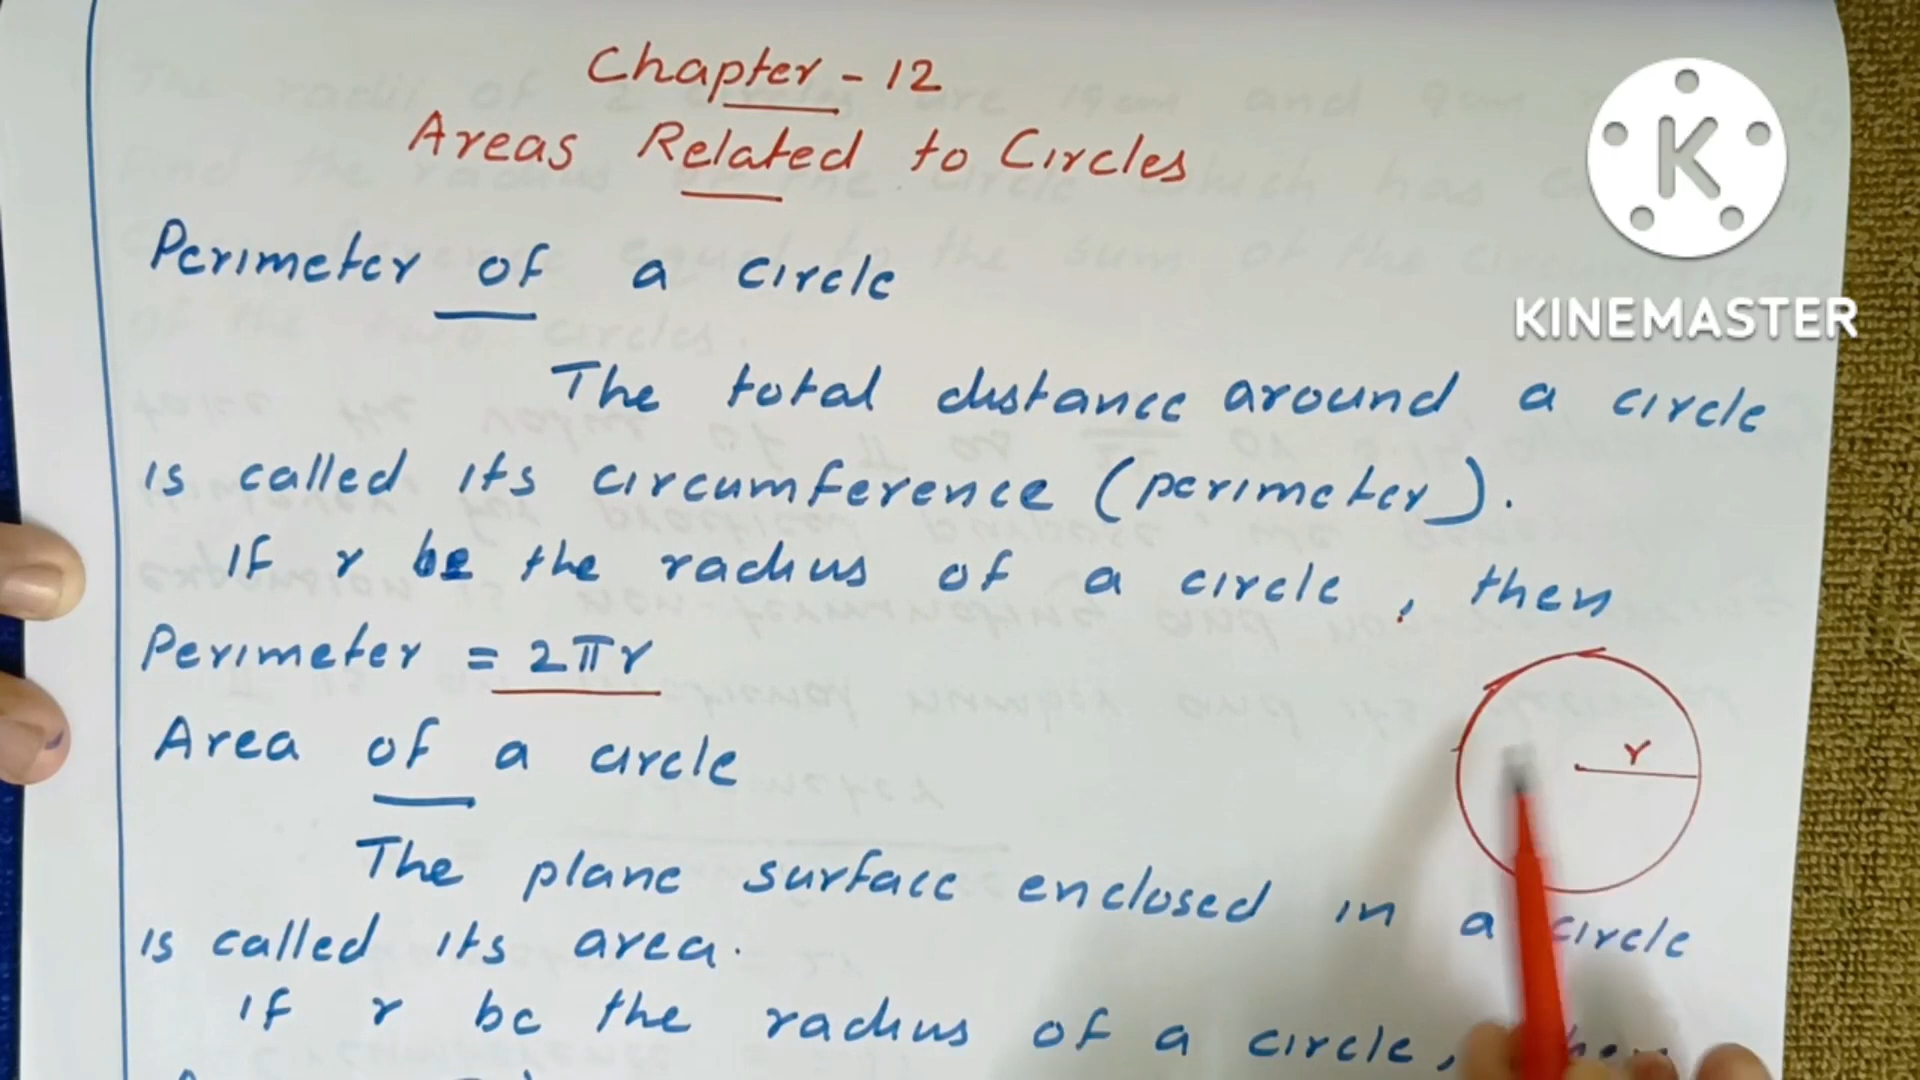 Chapter - 12
Areas Related to Circles
Perimeter of a circle
The total distance around a circle
is called its circumference (perimeter).
If r be the radius of a circle, then
Perimeter = 2πr
r
Area of a circle
The plane surface enclosed in a circle
is called its area.
If r be the radius of a circle, then
K
KINEMASTER